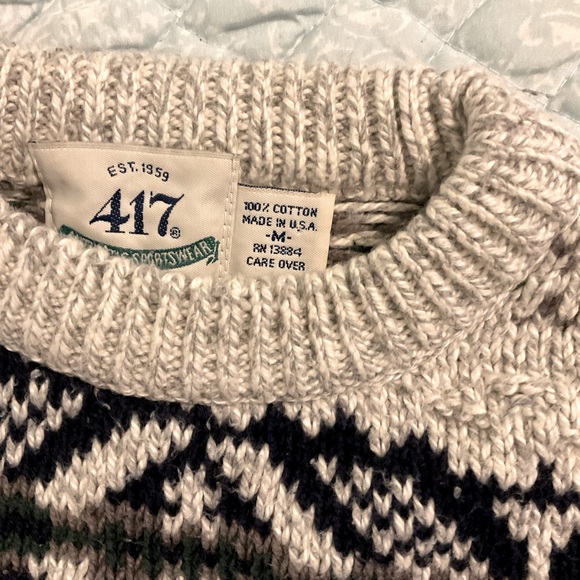 EST. 1959
417®
SPORTSWEAR
100% COTTON
MADE IN U.S.A.
-M-
RN 13884
CARE OVER